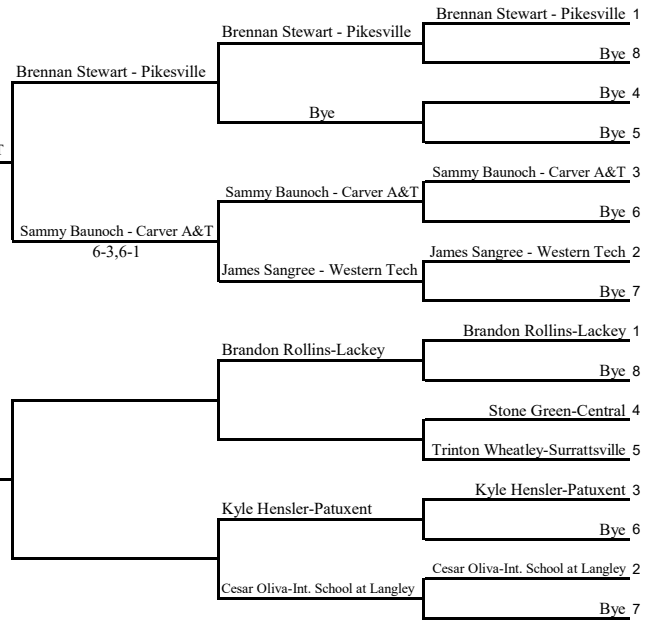 Brennan Stewart - Pikesville 1
Brennan Stewart - Pikesville
Bye 8
Brennan Stewart - Pikesville
Bye 4
Bye
Bye 5
T
Sammy Baunoch - Carver A&T 3
Sammy Baunoch - Carver A&T
Bye 6
Sammy Baunoch - Carver A&T
6-3,6-1
James Sangree - Western Tech 2
James Sangree - Western Tech
Bye 7
Brandon Rollins-Lackey 1
Brandon Rollins-Lackey
Bye 8
Stone Green-Central 4
Trinton Wheatley-Surrattsville 5
Kyle Hensler-Patuxent 3
Kyle Hensler-Patuxent
Bye 6
Cesar Oliva-Int. School at Langley 2
Cesar Oliva-Int. School at Langley
Bye 7